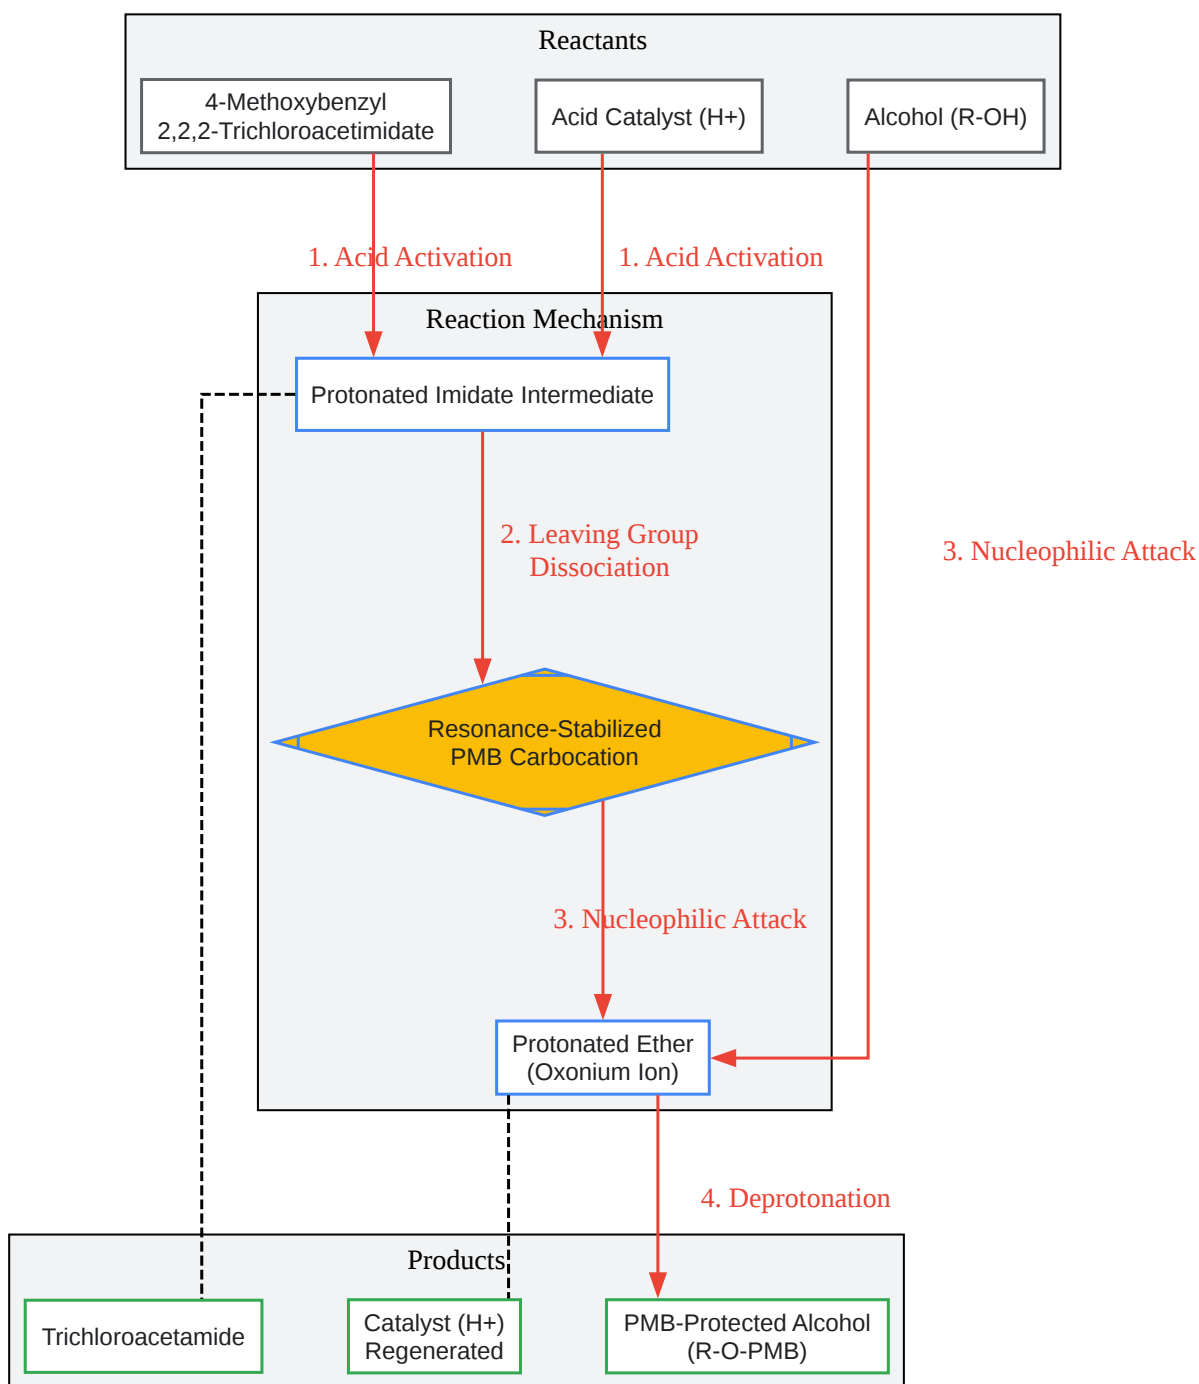 Reactants
4-Methoxybenzyl
2,2,2-Trichloroacetimidate
Acid Catalyst (H+)
Alcohol (R-OH)
1. Acid Activation
1. Acid Activation
Reaction Mechanism
Protonated Imidate Intermediate
2. Leaving Group
Dissociation
3. Nucleophilic Attack
Resonance-Stabilized
PMB Carbocation
3. Nucleophilic Attack
Protonated Ether
(Oxonium Ion)
4. Deprotonation
Products
Trichloroacetamide
Catalyst (H+)
Regenerated
PMB-Protected Alcohol
(R-O-PMB)